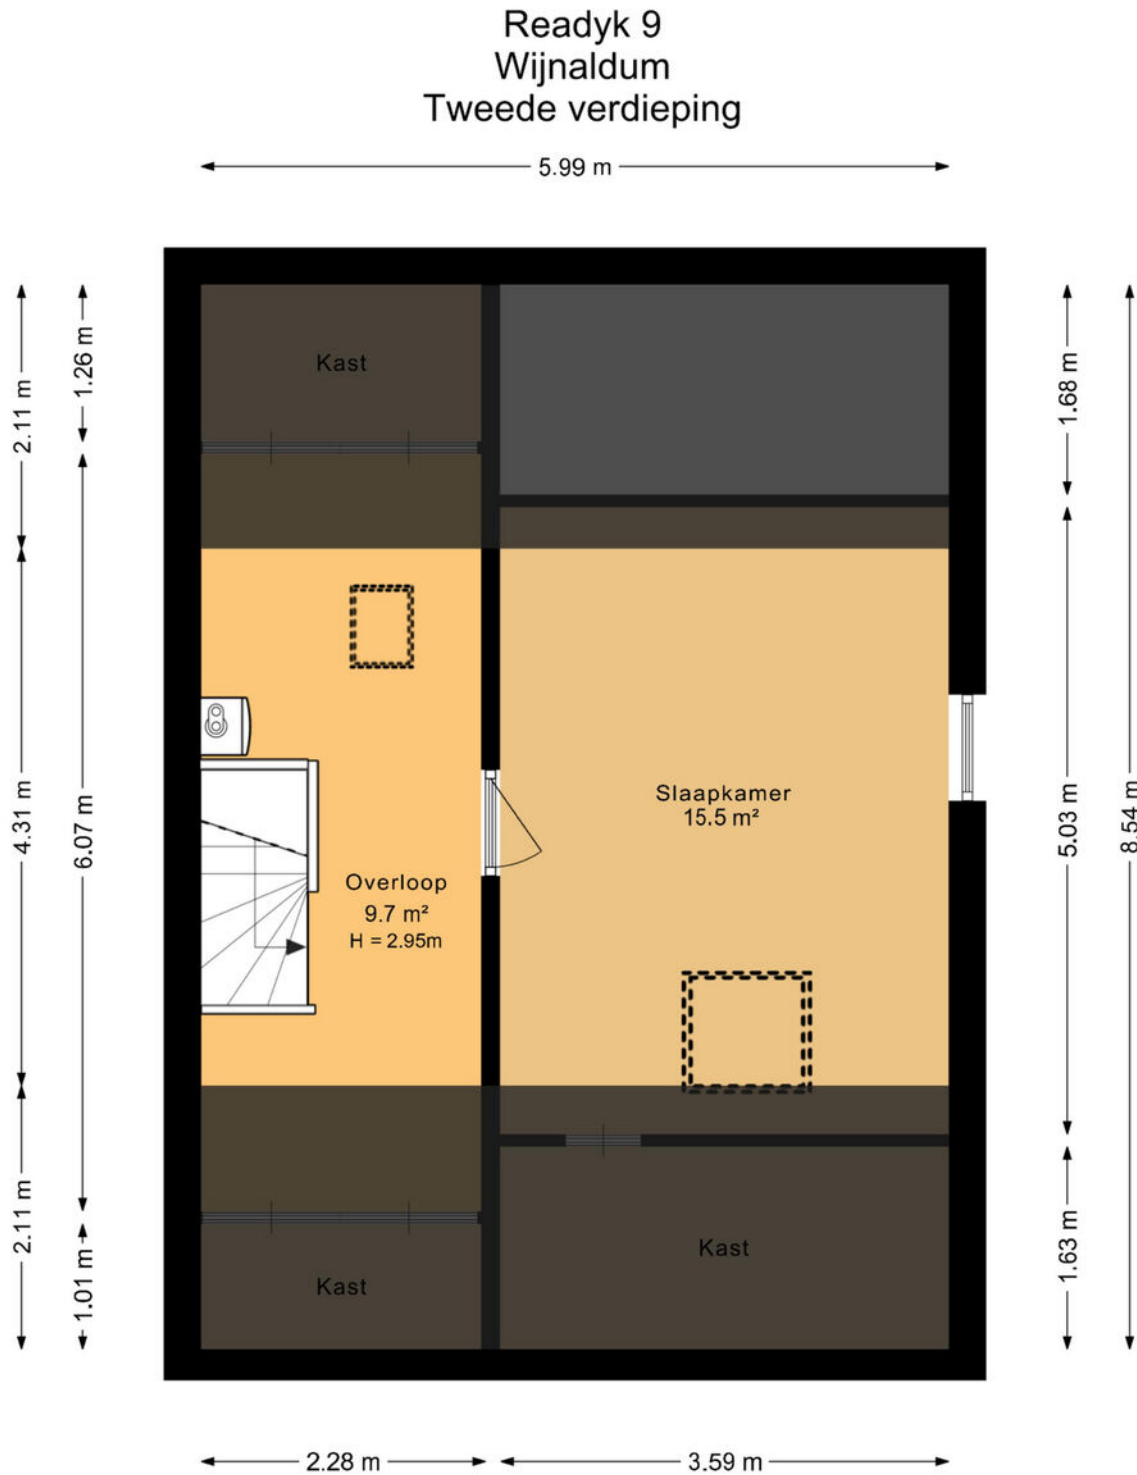 Readyk 9
Wijnaldum
Tweede verdieping
5.99 m
2.11 m
1.26 m
Kast
1.68 m
4.31 m
6.07 m
Slaapkamer
15.5 m²
5.03 m
8.54 m
Overloop
9.7 m²
H = 2.95m
2.11 m
1.01 m
Kast
Kast
1.63 m
2.28 m
3.59 m